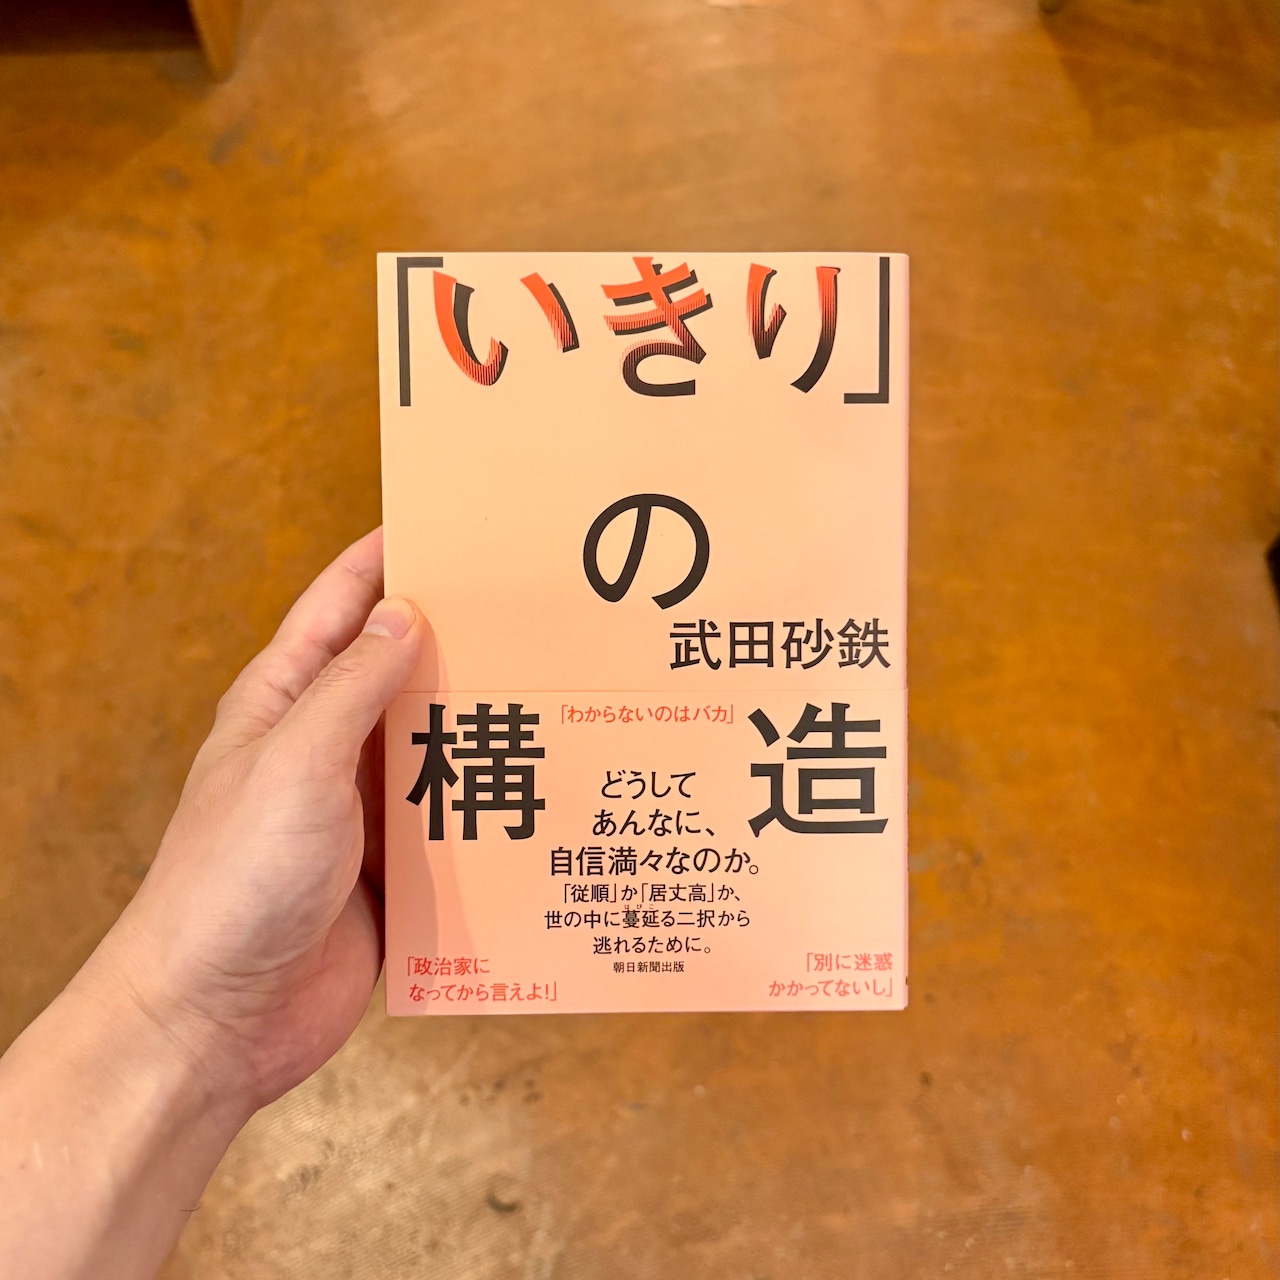 「いきり」
の
武田砂鉄
構造
「わからないのはバカ」
どうして
あんなに、
自信満々なのか。
「従順」か「居丈高」か、
はびこ
世の中に蔓延る二択から
逃れるために。
朝日新聞出版
「政治家に
なってから言えよ!」
「別に迷惑
かかってないし」